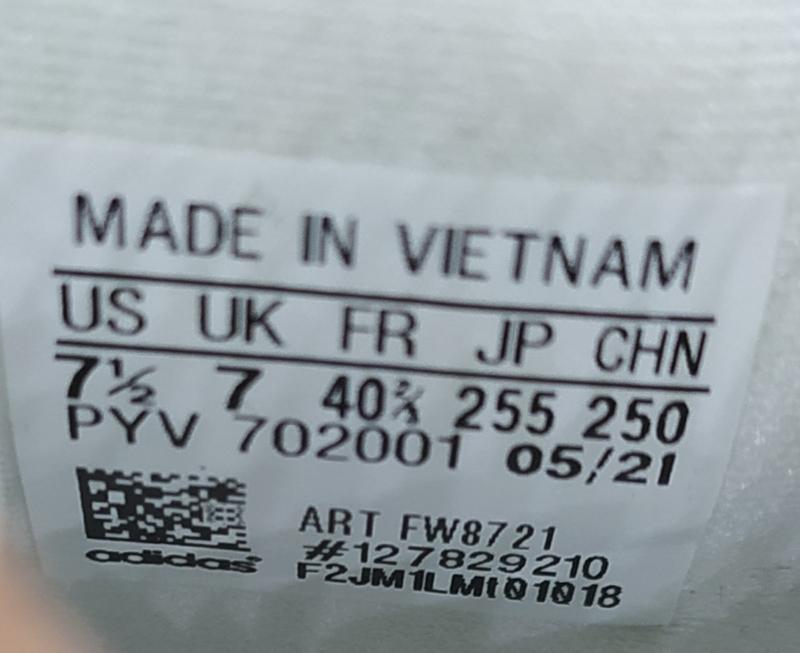 MADE IN VIETNAM
US UK FR JP CHN
7½ 7 40⅔ 255 250
PYV 702001 05/21
ART FW8721
#127829210
adidas
F2JM1LMt01018